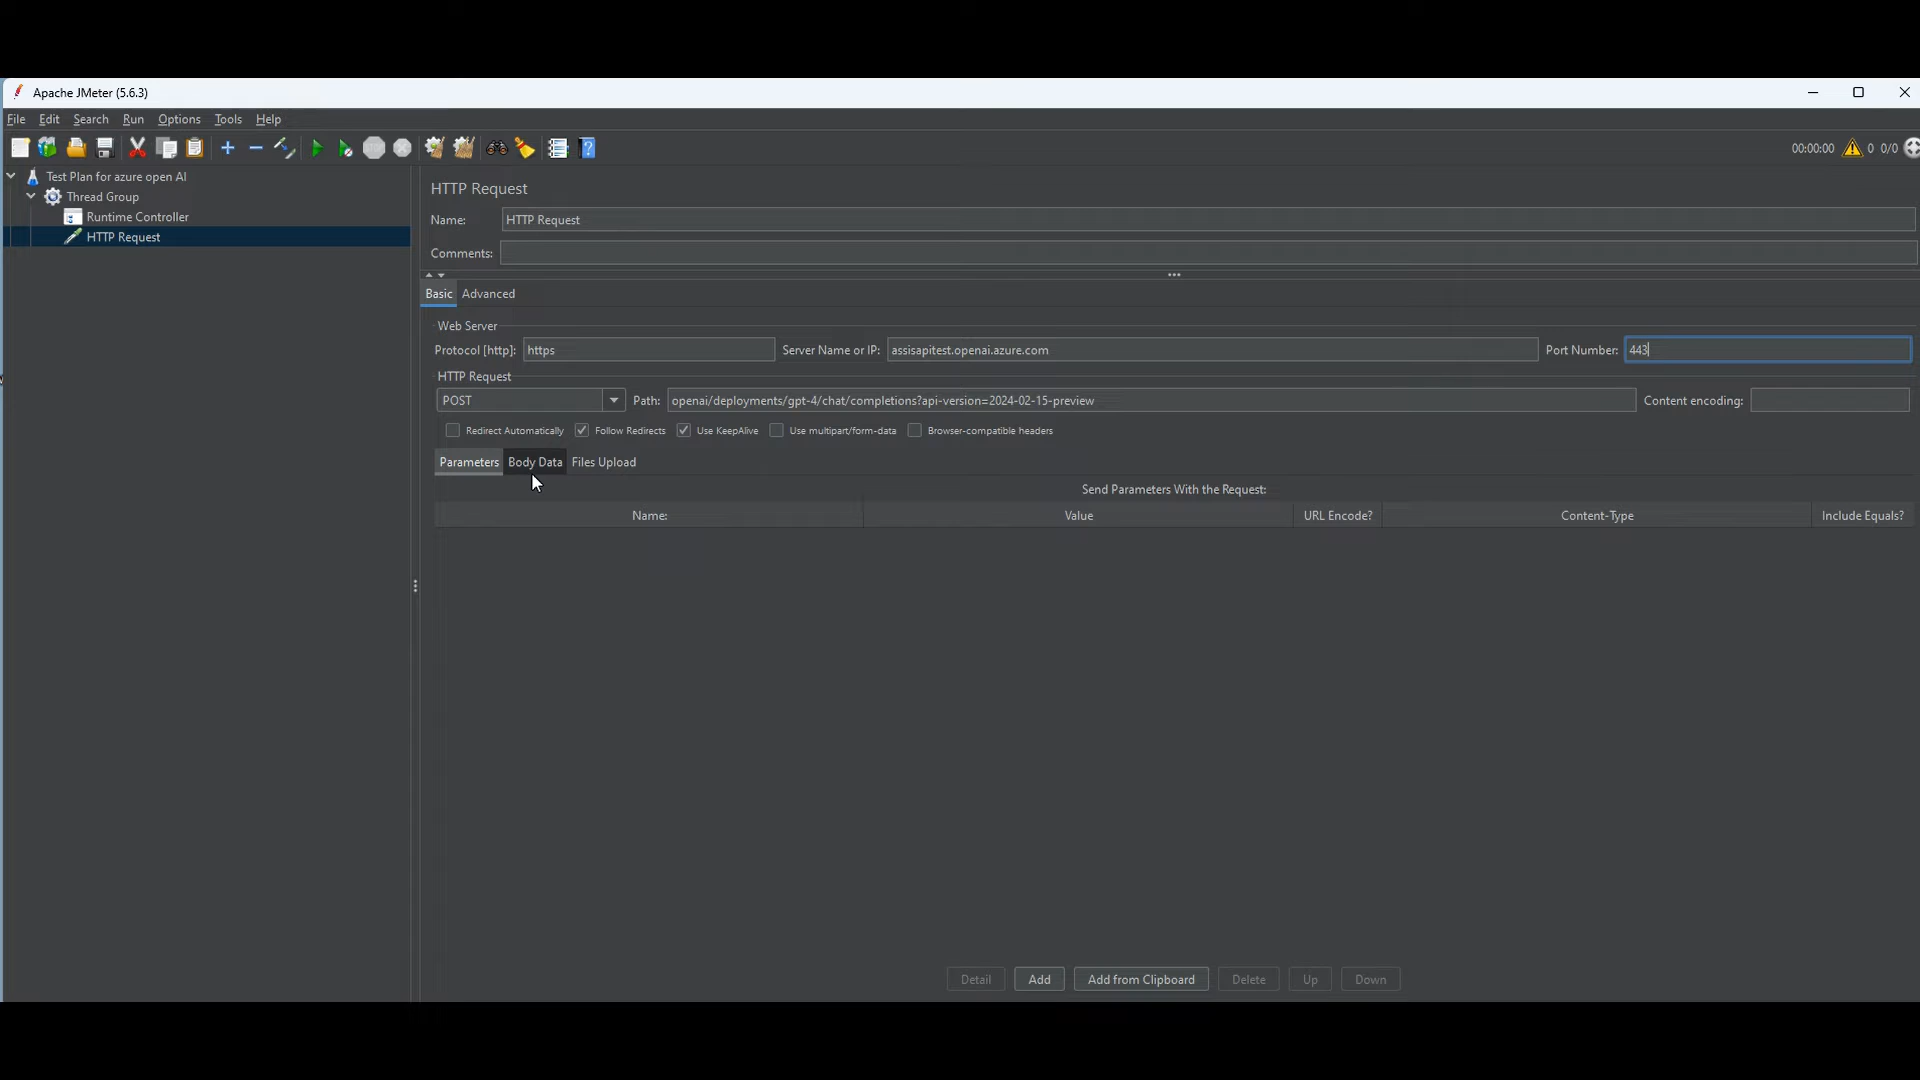 Apache JMeter (5.6.3)
File Edit Search Run Options Tools Help
00:00:00 0 0/0
Test Plan for azure open AI
Thread Group
Runtime Controller
HTTP Request
HTTP Request
Name: HTTP Request
Comments:
Basic Advanced
Web Server
Protocol [http]: https Server Name or IP: assisapitest.openai.azure.com Port Number: 443
HTTP Request
POST Path: openai/deployments/gpt-4/chat/completions?api-version=2024-02-15-preview Content encoding:
Redirect Automatically Follow Redirects Use KeepAlive Use multipart/form-data Browser-compatible headers
Parameters Body Data Files Upload
Send Parameters With the Request:
Name: Value URL Encode? Content-Type Include Equals?
Detail Add Add from Clipboard Delete Up Down